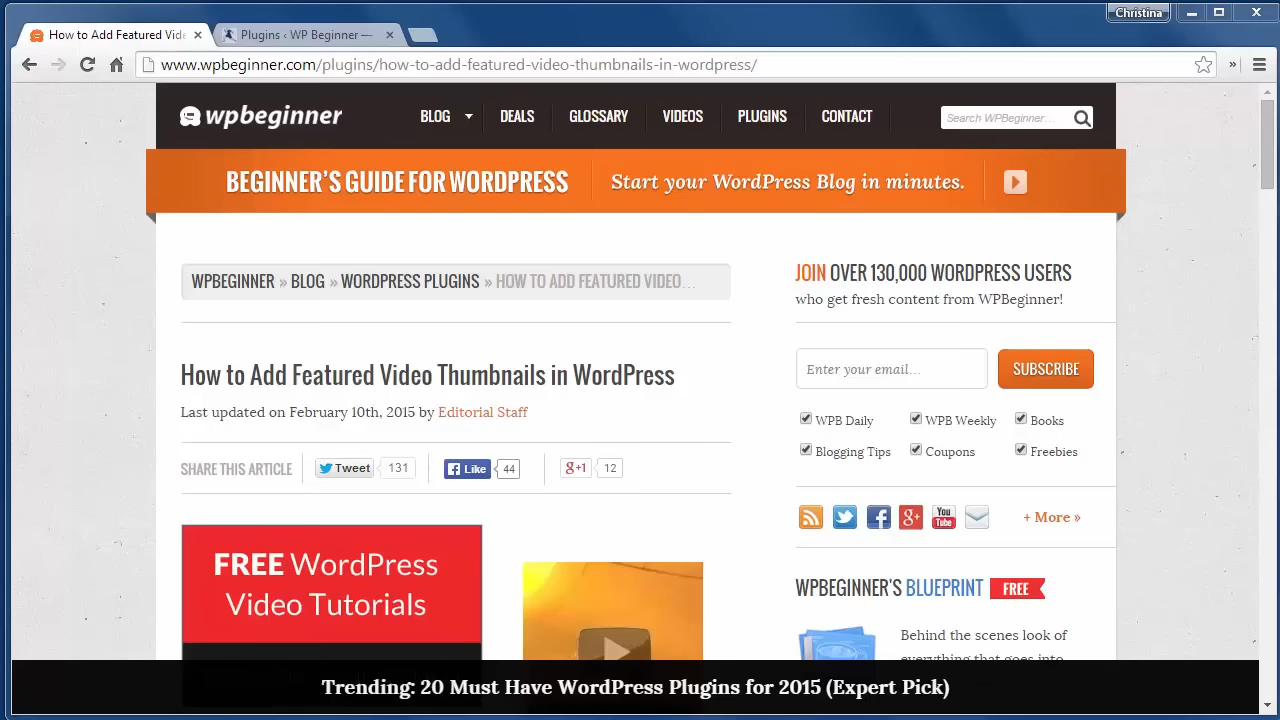 Christina
How to Add Featured Vide
Plugins ‹ WP Beginner —
www.wpbeginner.com/plugins/how-to-add-featured-video-thumbnails-in-wordpress/
wpbeginner
BLOG DEALS GLOSSARY VIDEOS PLUGINS CONTACT
Search WPBeginner...
BEGINNER'S GUIDE FOR WORDPRESS
Start your WordPress Blog in minutes.
WPBEGINNER » BLOG » WORDPRESS PLUGINS » HOW TO ADD FEATURED VIDEO...
How to Add Featured Video Thumbnails in WordPress
Last updated on February 10th, 2015 by Editorial Staff
SHARE THIS ARTICLE
Tweet 131
Like 44
g+1 12
FREE WordPress
Video Tutorials
JOIN OVER 130,000 WORDPRESS USERS
who get fresh content from WPBeginner!
Enter your email...
SUBSCRIBE
WPB Daily WPB Weekly Books
Blogging Tips Coupons Freebies
g+
You
Tube
+ More »
WPBEGINNER'S BLUEPRINT FREE
Behind the scenes look of
everything that goes into
Trending: 20 Must Have WordPress Plugins for 2015 (Expert Pick)